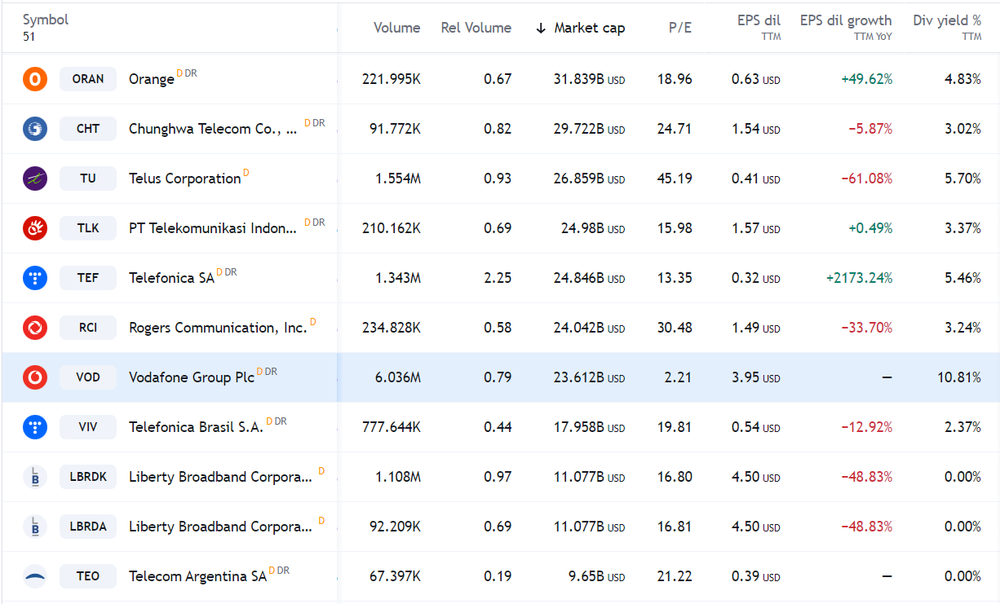 Symbol Volume Rel Volume ↓ Market cap P/E EPS dil EPS dil growth Div yield %
51 TTM TTM YoY TTM
ORAN Orange D DR 221.995K 0.67 31.839B USD 18.96 0.63 USD +49.62% 4.83%
CHT Chunghwa Telecom Co., ... D DR 91.772K 0.82 29.722B USD 24.71 1.54 USD −5.87% 3.02%
TU Telus Corporation D 1.554M 0.93 26.859B USD 45.19 0.41 USD −61.08% 5.70%
TLK PT Telekomunikasi Indon... D DR 210.162K 0.69 24.98B USD 15.98 1.57 USD +0.49% 3.37%
TEF Telefonica SA D DR 1.343M 2.25 24.846B USD 13.35 0.32 USD +2173.24% 5.46%
RCI Rogers Communication, Inc. D 234.828K 0.58 24.042B USD 30.48 1.49 USD −33.70% 3.24%
VOD Vodafone Group Plc D DR 6.036M 0.79 23.612B USD 2.21 3.95 USD — 10.81%
VIV Telefonica Brasil S.A. D DR 777.644K 0.44 17.958B USD 19.81 0.54 USD −12.92% 2.37%
L B LBRDK Liberty Broadband Corpora... D 1.108M 0.97 11.077B USD 16.80 4.50 USD −48.83% 0.00%
L B LBRDA Liberty Broadband Corpora... D 92.209K 0.69 11.077B USD 16.81 4.50 USD −48.83% 0.00%
TEO Telecom Argentina SA D DR 67.397K 0.19 9.65B USD 21.22 0.39 USD — 0.00%